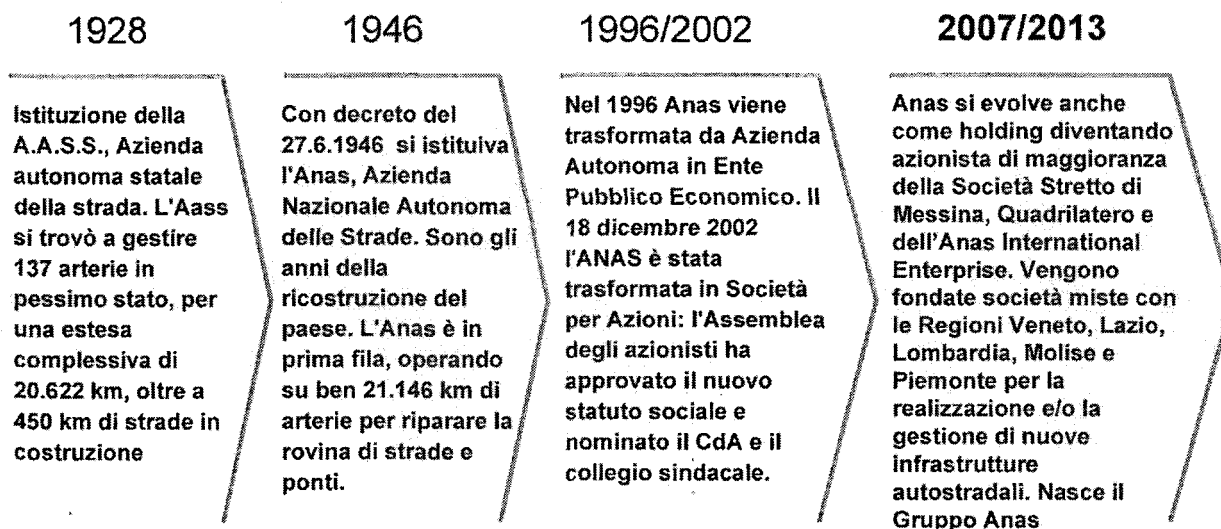 1928
Istituzione della
A.A.S.S., Azienda
autonoma statale
della strada. L'Aass
si trovò a gestire
137 arterie in
pessimo stato, per
una estesa
complessiva di
20.622 km, oltre a
450 km di strade in
costruzione
1946
Con decreto del
27.6.1946 si istituiva
l'Anas, Azienda
Nazionale Autonoma
delle Strade. Sono gli
anni della
ricostruzione del
paese. L'Anas è in
prima fila, operando
su ben 21.146 km di
arterie per riparare la
rovina di strade e
ponti.
1996/2002
Nel 1996 Anas viene
trasformata da Azienda
Autonoma in Ente
Pubblico Economico. Il
18 dicembre 2002
l'ANAS è stata
trasformata in Società
per Azioni: l'Assemblea
degli azionisti ha
approvato il nuovo
statuto sociale e
nominato il CdA e il
collegio sindacale.
2007/2013
Anas si evolve anche
come holding diventando
azionista di maggioranza
della Società Stretto di
Messina, Quadrilatero e
dell'Anas International
Enterprise. Vengono
fondate società miste con
le Regioni Veneto, Lazio,
Lombardia, Molise e
Piemonte per la
realizzazione e/o la
gestione di nuove
infrastrutture
autostradali. Nasce il
Gruppo Anas